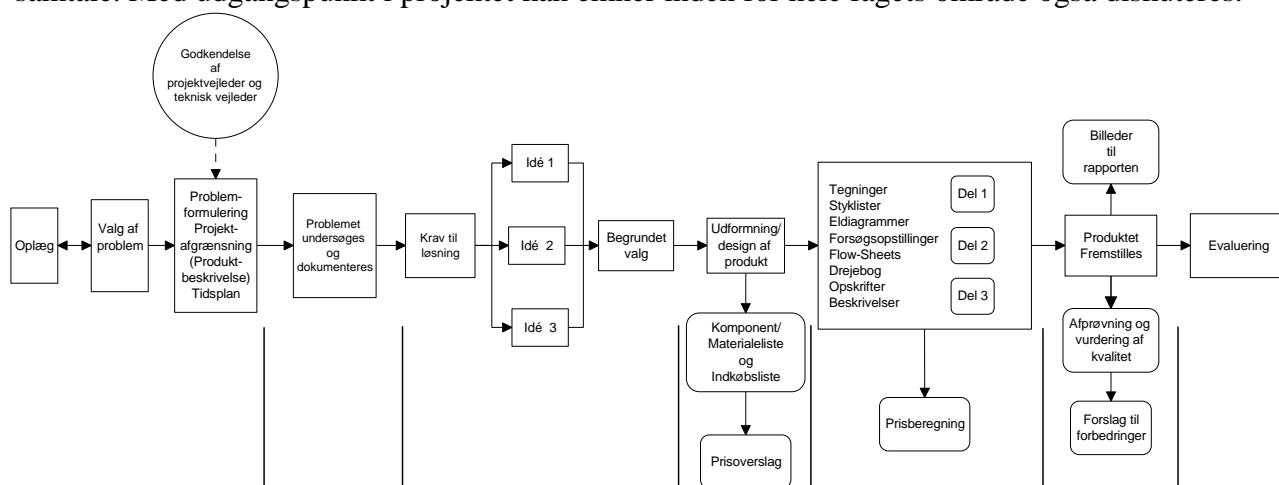 samtale. Med udgangspunkt i projektet kan emner inden for hele fagets område også diskuteres.
Godkendelse
af
projektvejleder og
teknisk vejleder
Oplæg
Valg af
problem
Problem-
formulering
Projekt-
afgrænsning
(Produkt-
beskrivelse)
Tidsplan
Problemet
undersøges
og
dokumenteres
Krav til
løsning
Idé 1
Idé 2
Idé 3
Begrundet
valg
Udformning/
design af
produkt
Komponent/
Materialeliste
og
Indkøbsliste
Prisoverslag
Tegninger
Styklister
Eldiagrammer
Forsøgsopstillinger
Flow-Sheets
Drejebog
Opskrifter
Beskrivelser
Del 1
Del 2
Del 3
Prisberegning
Billeder
til
rapporten
Produktet
Fremstilles
Afprøvning og
vurdering af
kvalitet
Forslag til
forbedringer
Evaluering